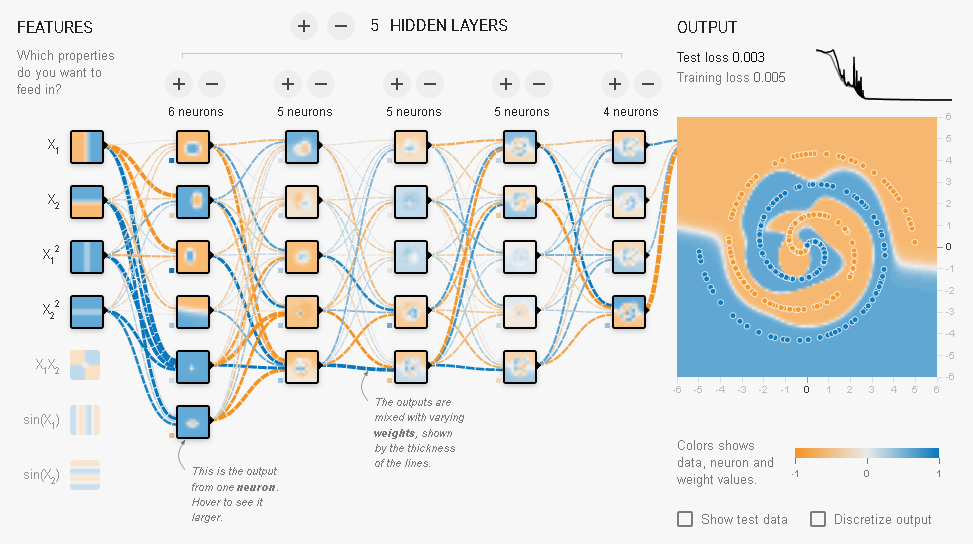 FEATURES
Which properties
do you want to
feed in?
+ − 5 HIDDEN LAYERS
+ − + − + − + − + −
6 neurons 5 neurons 5 neurons 5 neurons 4 neurons
X1
X2
X1²
X2²
X1X2
sin(X1)
sin(X2)
This is the output
from one neuron.
Hover to see it
larger.
The outputs are
mixed with varying
weights, shown
by the thickness
of the lines.
OUTPUT
Test loss 0.003
Training loss 0.005
6
5
4
3
2
1
0
-1
-2
-3
-4
-5
-6
-6 -5 -4 -3 -2 -1 0 1 2 3 4 5 6
Colors shows
data, neuron and
weight values.
-1 0 1
Show test data Discretize output